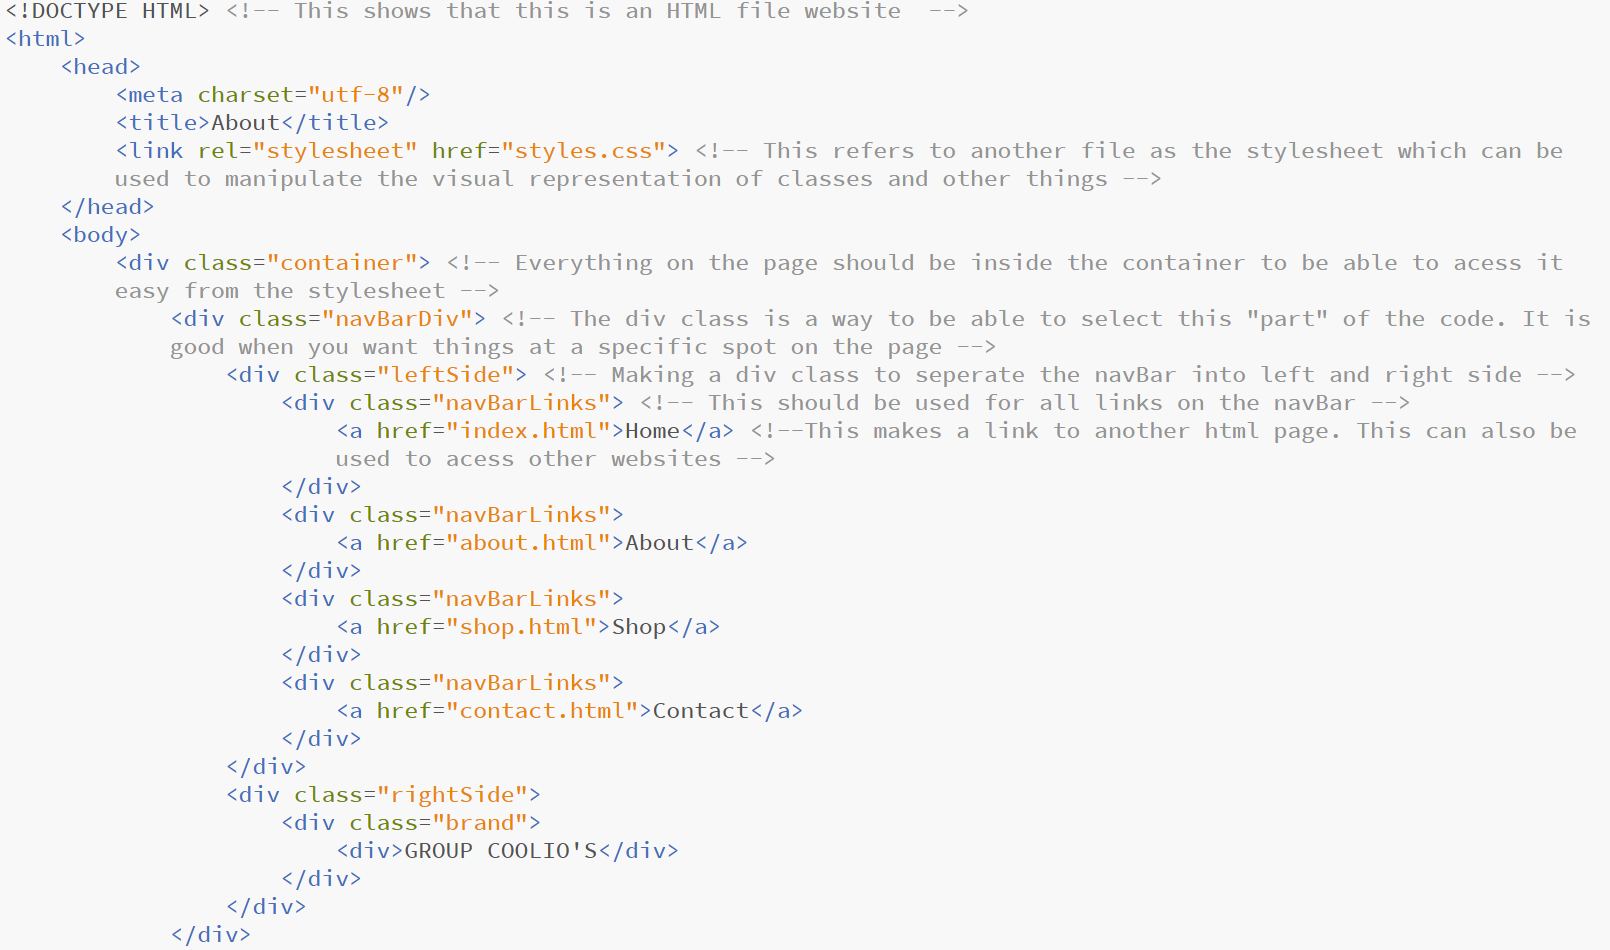 <!DOCTYPE HTML> <!-- This shows that this is an HTML file website  -->
<html>
    <head>
        <meta charset="utf-8"/>
        <title>About</title>
        <link rel="stylesheet" href="styles.css"> <!-- This refers to another file as the stylesheet which can be
        used to manipulate the visual representation of classes and other things -->
    </head>
    <body>
        <div class="container"> <!-- Everything on the page should be inside the container to be able to acess it
        easy from the stylesheet -->
            <div class="navBarDiv"> <!-- The div class is a way to be able to select this "part" of the code. It is
            good when you want things at a specific spot on the page -->
                <div class="leftSide"> <!-- Making a div class to seperate the navBar into left and right side -->
                    <div class="navBarLinks"> <!-- This should be used for all links on the navBar -->
                        <a href="index.html">Home</a> <!--This makes a link to another html page. This can also be
                        used to acess other websites -->
                    </div>
                    <div class="navBarLinks">
                        <a href="about.html">About</a>
                    </div>
                    <div class="navBarLinks">
                        <a href="shop.html">Shop</a>
                    </div>
                    <div class="navBarLinks">
                        <a href="contact.html">Contact</a>
                    </div>
                </div>
                <div class="rightSide">
                    <div class="brand">
                        <div>GROUP COOLIO'S</div>
                    </div>
                </div>
            </div>